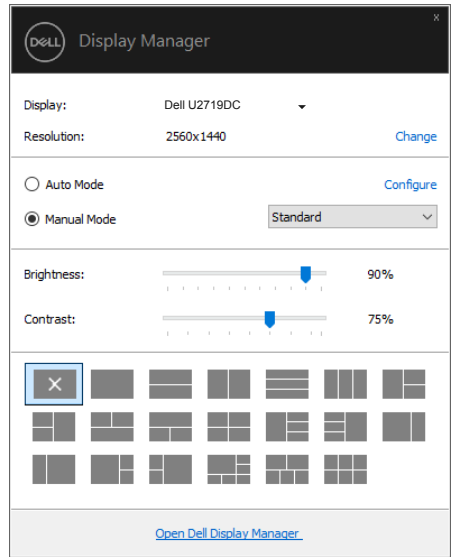 x
DELL Display Manager
Display: Dell U2719DC
Resolution: 2560x1440 Change
Auto Mode Configure
Manual Mode Standard
Brightness: 90%
Contrast: 75%
Open Dell Display Manager